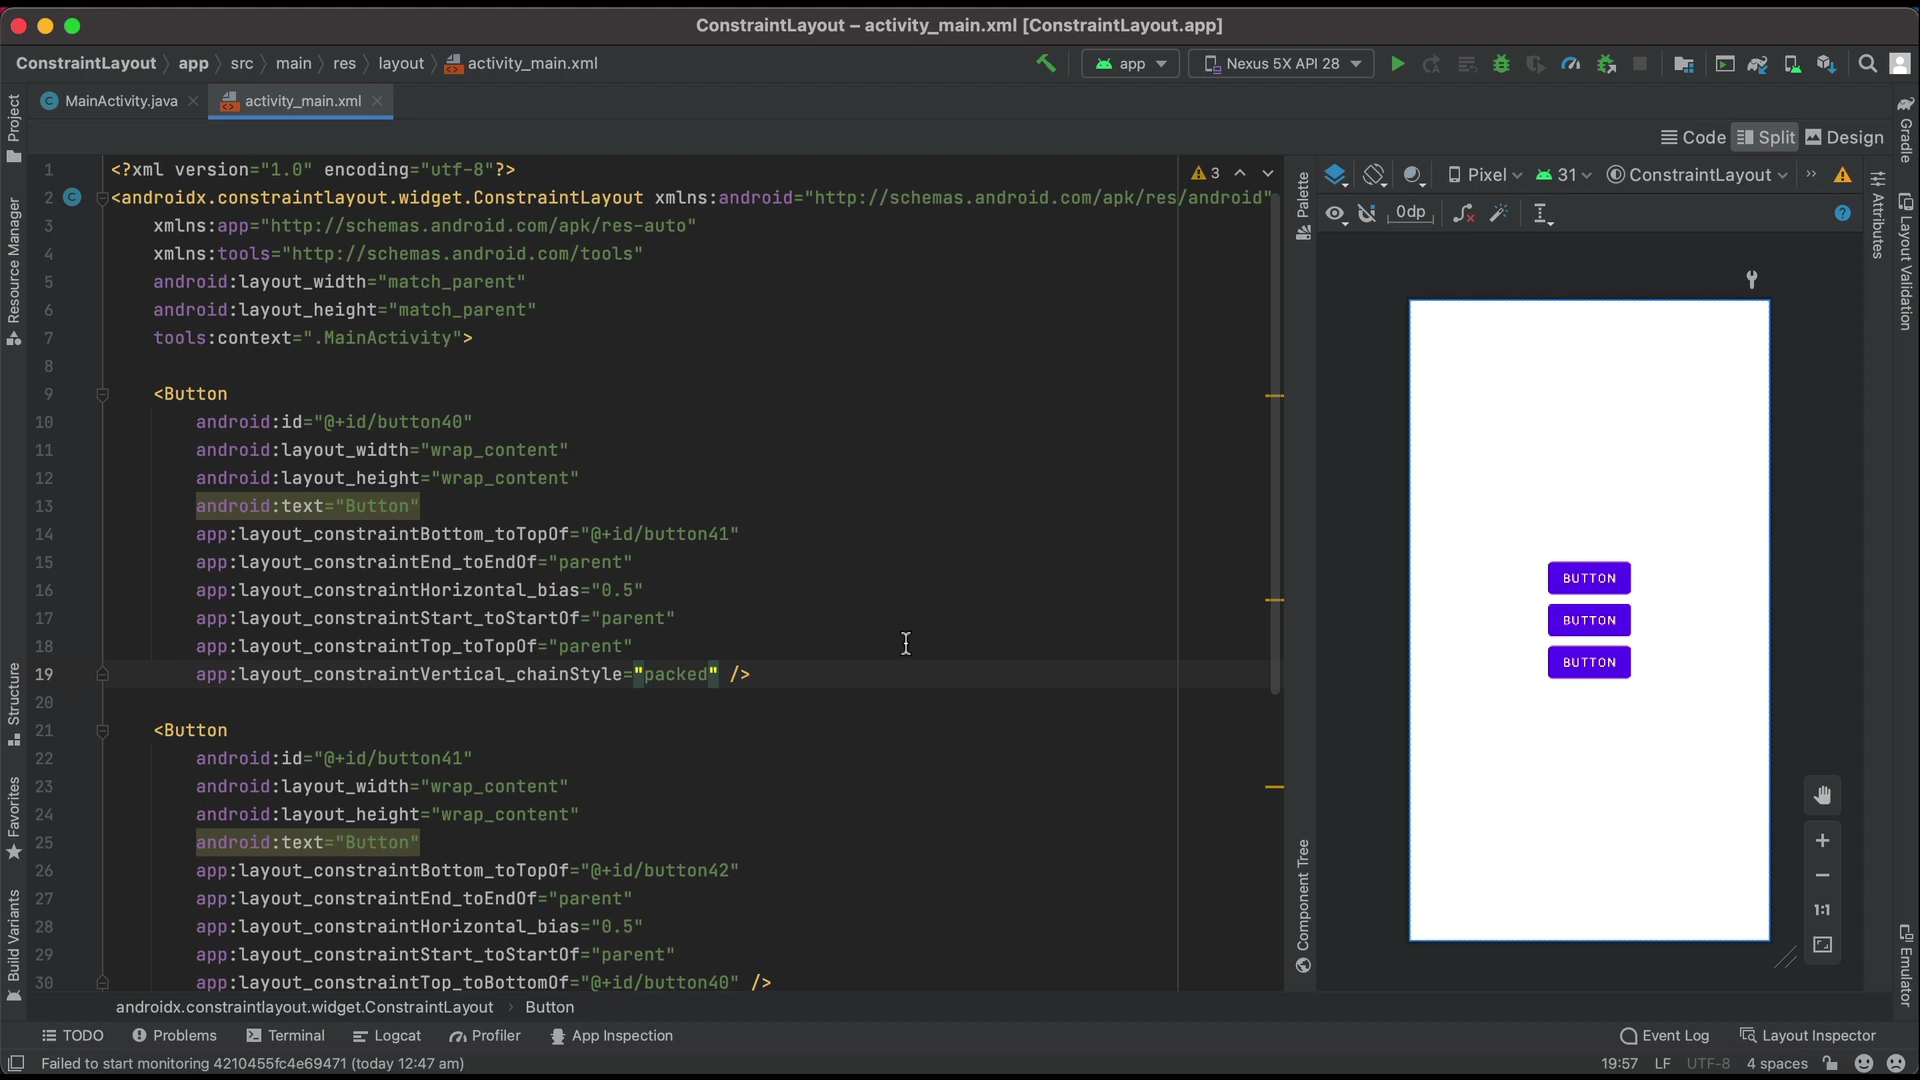 ConstraintLayout – activity_main.xml [ConstraintLayout.app]
ConstraintLayout app src main res layout activity_main.xml
app Nexus 5X API 28
MainActivity.java activity_main.xml
Code Split Design
Project
Resource Manager
Structure
Favorites
Build Variants
1 <?xml version="1.0" encoding="utf-8"?>
2 <androidx.constraintlayout.widget.ConstraintLayout xmlns:android="http://schemas.android.com/apk/res/android"
3 xmlns:app="http://schemas.android.com/apk/res-auto"
4 xmlns:tools="http://schemas.android.com/tools"
5 android:layout_width="match_parent"
6 android:layout_height="match_parent"
7 tools:context=".MainActivity">
8
9 <Button
10 android:id="@+id/button40"
11 android:layout_width="wrap_content"
12 android:layout_height="wrap_content"
13 android:text="Button"
14 app:layout_constraintBottom_toTopOf="@+id/button41"
15 app:layout_constraintEnd_toEndOf="parent"
16 app:layout_constraintHorizontal_bias="0.5"
17 app:layout_constraintStart_toStartOf="parent"
18 app:layout_constraintTop_toTopOf="parent"
19 app:layout_constraintVertical_chainStyle="packed" />
20
21 <Button
22 android:id="@+id/button41"
23 android:layout_width="wrap_content"
24 android:layout_height="wrap_content"
25 android:text="Button"
26 app:layout_constraintBottom_toTopOf="@+id/button42"
27 app:layout_constraintEnd_toEndOf="parent"
28 app:layout_constraintHorizontal_bias="0.5"
29 app:layout_constraintStart_toStartOf="parent"
30 app:layout_constraintTop_toBottomOf="@+id/button40" />
3
Palette
Component Tree
Pixel 31 ConstraintLayout
0dp
BUTTON
BUTTON
BUTTON
1:1
Attributes
Gradle
Layout Validation
Emulator
androidx.constraintlayout.widget.ConstraintLayout Button
TODO Problems Terminal Logcat Profiler App Inspection Event Log Layout Inspector
Failed to start monitoring 4210455fc4e69471 (today 12:47 am) 19:57 LF UTF-8 4 spaces